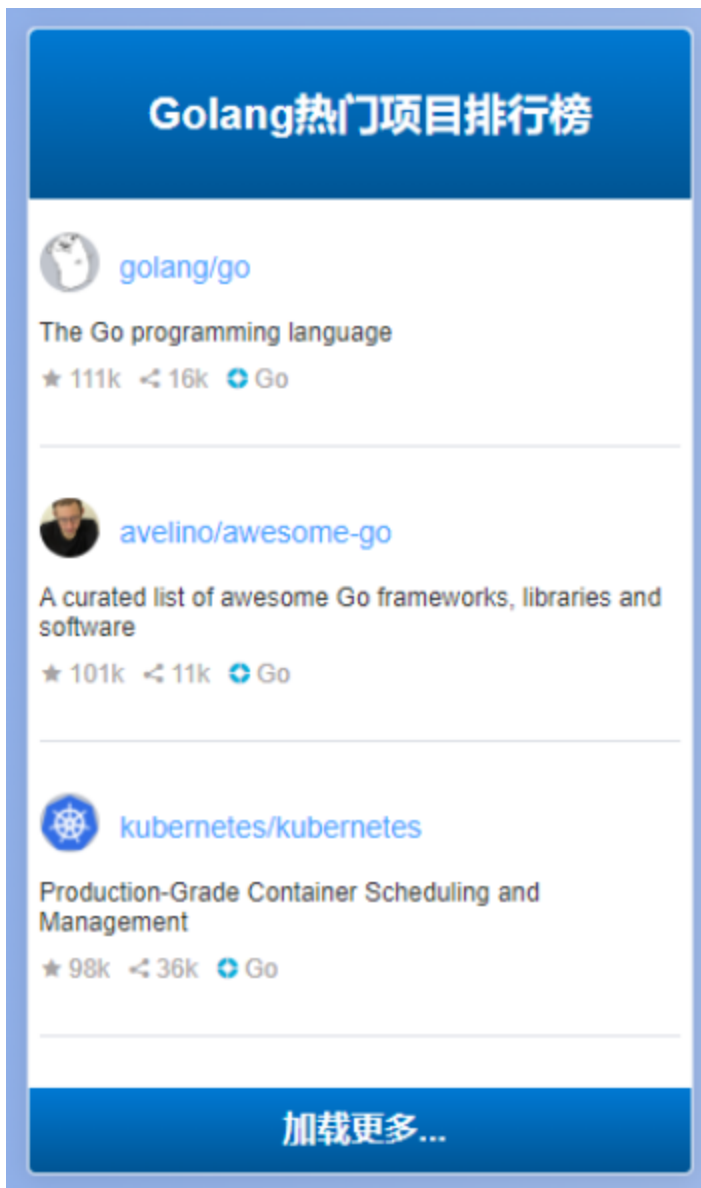 Golang热门项目排行榜
golang/go
The Go programming language
111k 16k Go
avelino/awesome-go
A curated list of awesome Go frameworks, libraries and
software
101k 11k Go
kubernetes/kubernetes
Production-Grade Container Scheduling and
Management
98k 36k Go
加载更多...